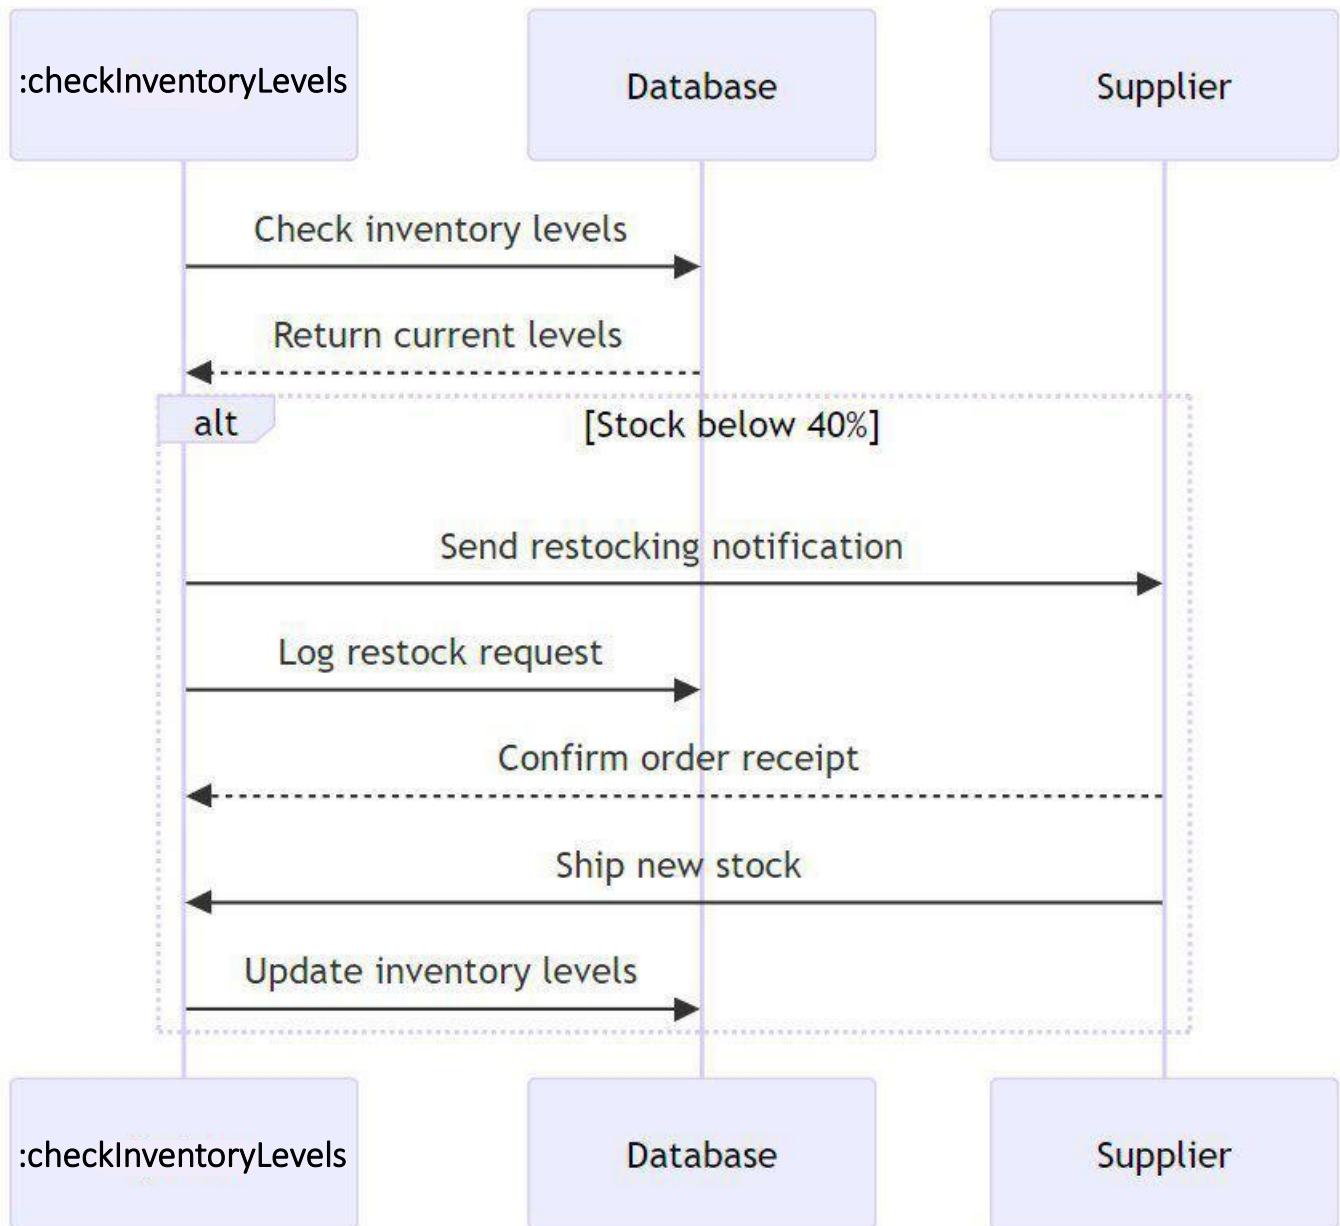 :checkInventoryLevels
Database
Supplier
Check inventory levels
Return current levels
alt
[Stock below 40%]
Send restocking notification
Log restock request
Confirm order receipt
Ship new stock
Update inventory levels
:checkInventoryLevels
Database
Supplier